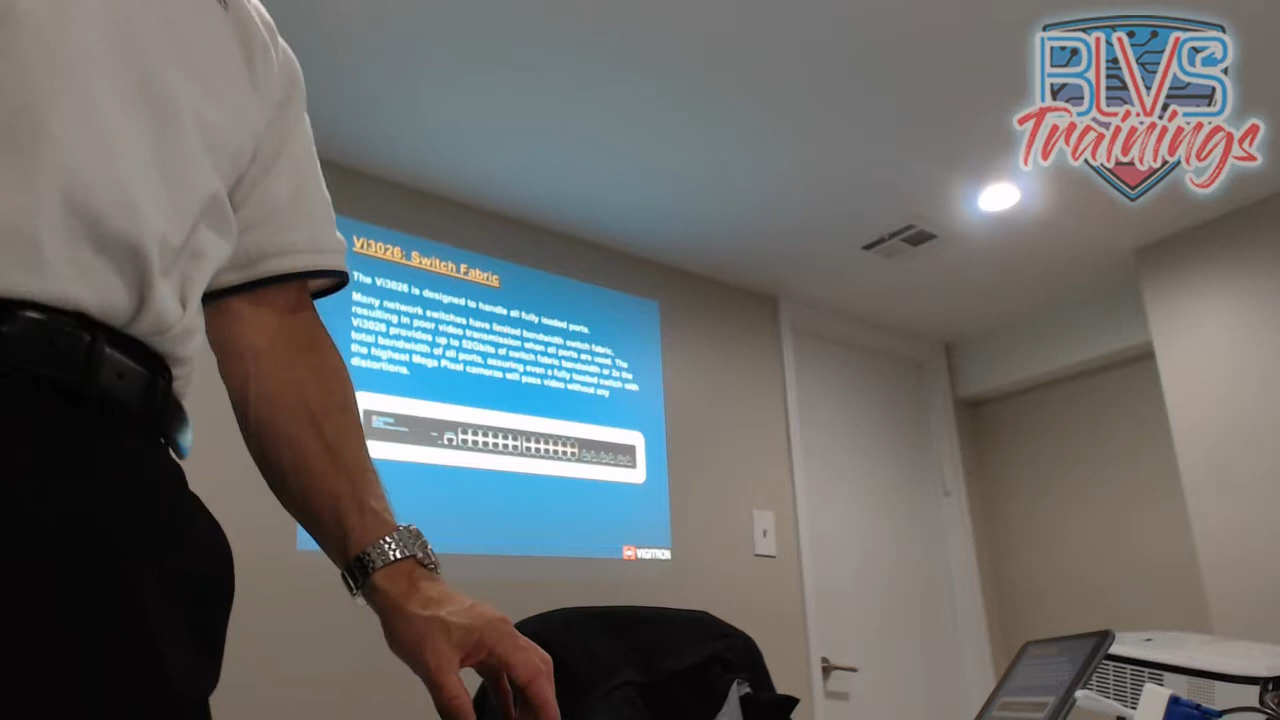 BLVS
Trainings
Vi3026: Switch Fabric
The Vi3026 is designed to handle all fully loaded ports.
Many network switches have limited bandwidth switch fabric,
resulting in poor video transmission when all ports are used. The
Vi3026 provides up to 52Gbits of switch fabric bandwidth or 2x the
total bandwidth of all ports, assuring even a fully loaded switch with
the highest Mega Pixel cameras will pass video without any
distortions.
VIGITRON